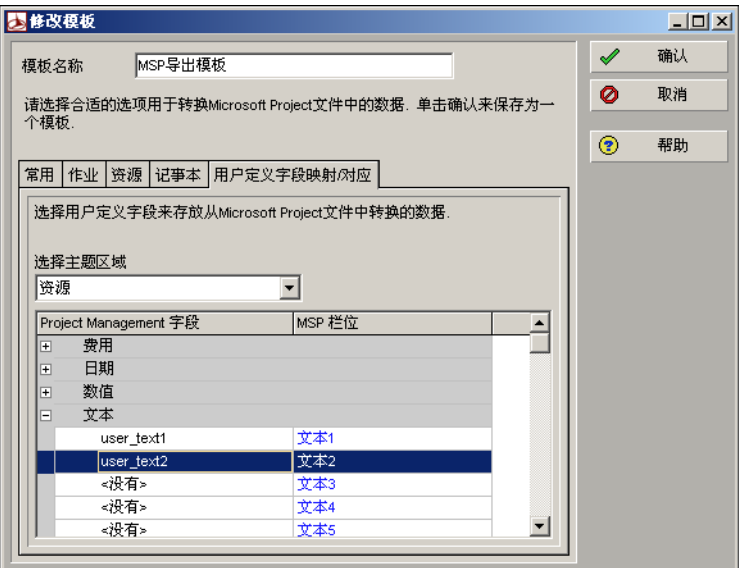 修改模板
模板名称 MSP导出模板
请选择合适的选项用于转换Microsoft Project文件中的数据. 单击确认来保存为一
个模板.
确认
取消
帮助
常用 作业 资源 记事本 用户定义字段映射/对应
选择用户定义字段来存放从Microsoft Project文件中转换的数据.
选择主题区域
资源
Project Management 字段 MSP 栏位
费用
日期
数值
文本
user_text1 文本1
user_text2 文本2
<没有> 文本3
<没有> 文本4
<没有> 文本5